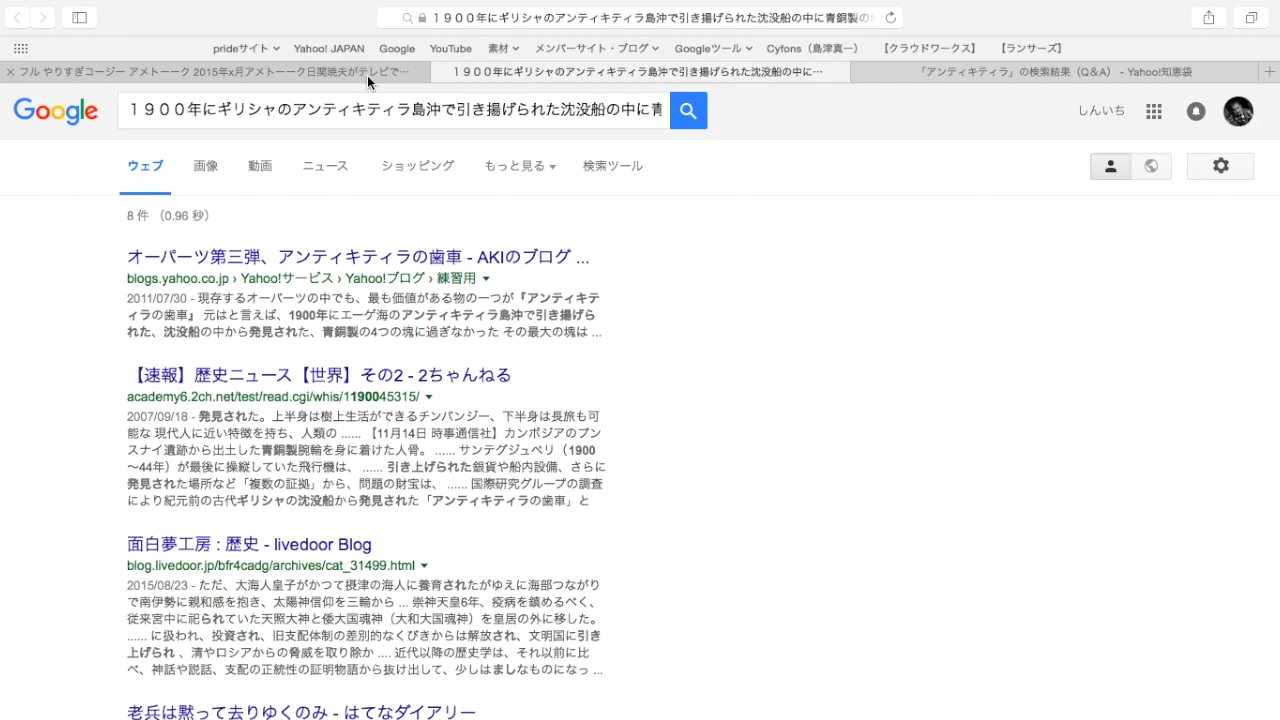 １９００年にギリシャのアンティキティラ島沖で引き揚げられた沈没船の中に青銅製の
prideサイト Yahoo! JAPAN Google YouTube 素材 メンバーサイト・ブログ Googleツール Cyfons（島津真一） 【クラウドワークス】 【ランサーズ】
フル やりすぎコージー アメトーーク 2015年x月アメトーーク日関暁夫がテレビで… １９００年にギリシャのアンティキティラ島沖で引き揚げられた沈没船の中に… 「アンティキティラ」の検索結果（Q＆A） - Yahoo!知恵袋
Google １９００年にギリシャのアンティキティラ島沖で引き揚げられた沈没船の中に青 しんいち
ウェブ 画像 動画 ニュース ショッピング もっと見る 検索ツール
8 件 （0.96 秒）
オーパーツ第三弾、アンティキティラの歯車 - AKIのブログ ...
blogs.yahoo.co.jp › Yahoo!サービス › Yahoo!ブログ › 練習用
2011/07/30 - 現存するオーパーツの中でも、最も価値がある物の一つが『アンティキテ
ィラの歯車』 元はと言えば、1900年にエーゲ海のアンティキティラ島沖で引き揚げら
れた、沈没船の中から発見された、青銅製の4つの塊に過ぎなかった その最大の塊は ...
【速報】歴史ニュース【世界】その2 - 2ちゃんねる
academy6.2ch.net/test/read.cgi/whis/1190045315/
2007/09/18 - 発見された。上半身は樹上生活ができるチンパンジー、下半身は長旅も可
能な 現代人に近い特徴を持ち、人類の ...... 【11月14日 時事通信社】カンボジアのプン
スナイ遺跡から出土した青銅製腕輪を身に着けた人骨。 ...... サンテグジュペリ（1900
～44年）が最後に操縦していた飛行機は、 ...... 引き上げられた銀貨や船内設備、さらに
発見された場所など「複数の証拠」から、問題の財宝は、 ...... 国際研究グループの調査
により紀元前の古代ギリシャの沈没船から発見された「アンティキティラの歯車」と
面白夢工房 : 歴史 - livedoor Blog
blog.livedoor.jp/bfr4cadg/archives/cat_31499.html
2015/08/23 - ただ、大海人皇子がかつて摂津の海人に養育されたがゆえに海部つながり
で南伊勢に親和感を抱き、太陽神信仰を三輪から ... 崇神天皇6年、疫病を鎮めるべく、
従来宮中に祀られていた天照大神と倭大国魂神（大和大国魂神）を皇居の外に移した。
...... に扱われ、投資され、旧支配体制の差別的なくびきからは解放され、文明国に引き
上げられ 、清やロシアからの脅威を取り除か .... 近代以降の歴史学は、それ以前に比
べ、神話や説話、支配の正統性の証明物語から抜け出して、少しはましなものになっ ...
老兵は黙って去りゆくのみ - はてなダイアリー